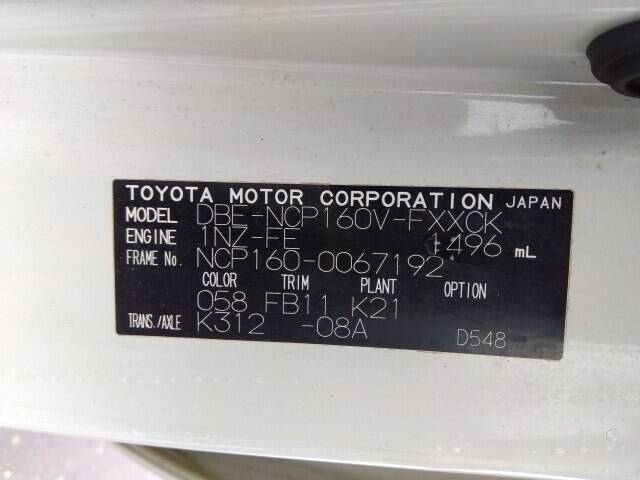 TOYOTA MOTOR CORPORATION JAPAN
MODEL DBE-NCP160V-FXXCK
ENGINE 1NZ-FE 1496 mL
FRAME No. NCP160-0067192
COLOR TRIM PLANT OPTION
058 FB11 K21
TRANS./AXLE K312 -08A
D548